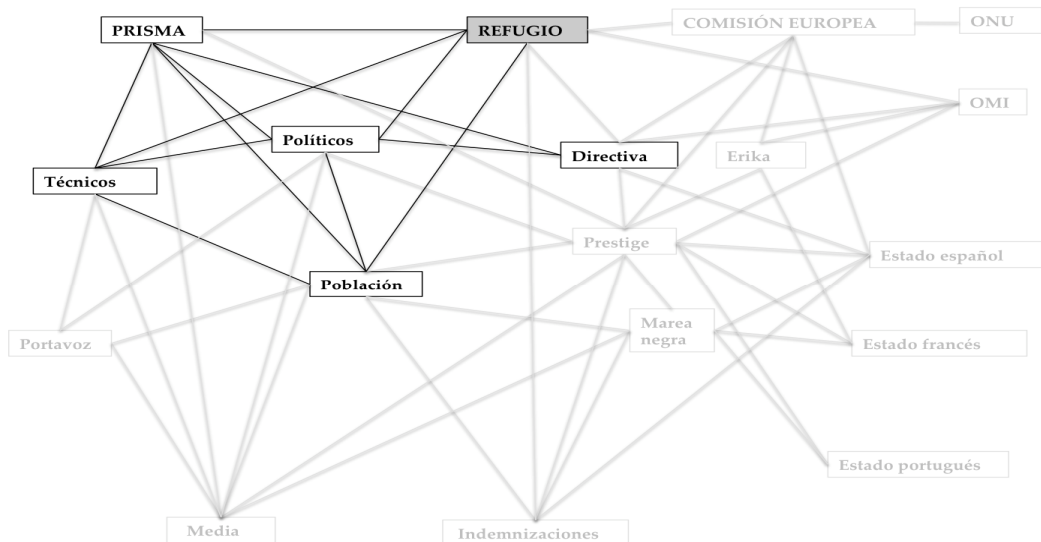 PRISMA
REFUGIO
COMISIÓN EUROPEA
ONU
OMI
Políticos
Directiva
Erika
Técnicos
Prestige
Estado español
Población
Portavoz
Marea
negra
Estado francés
Estado portugués
Media
Indemnizaciones